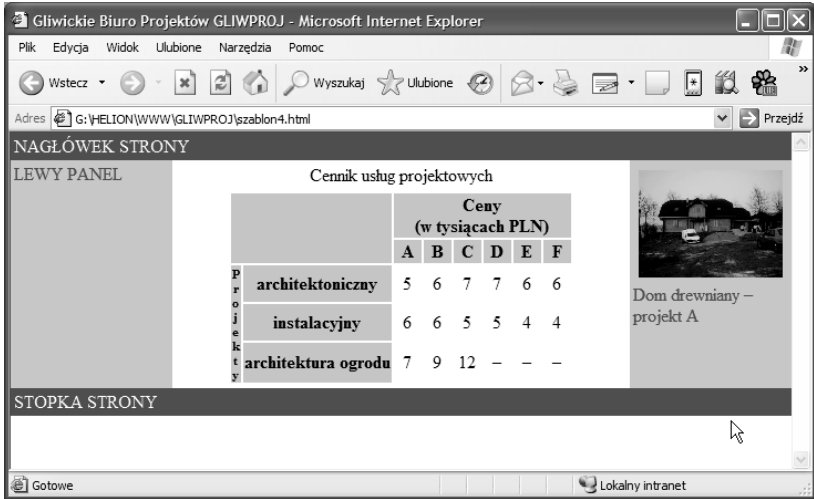 Gliwickie Biuro Projektów GLIWPROJ - Microsoft Internet Explorer
Plik Edycja Widok Ulubione Narzędzia Pomoc
Wstecz Wyszukaj Ulubione »
Adres G:\HELION\WWW\GLIWPROJ\szablon4.html Przejdź
NAGŁÓWEK STRONY
LEWY PANEL
Cennik usług projektowych
Ceny
(w tysiącach PLN)
A B C D E F
Projekty
architektoniczny 5 6 7 7 6 6
instalacyjny 6 6 5 5 4 4
architektura ogrodu 7 9 12 – – –
Dom drewniany –
projekt A
STOPKA STRONY
Gotowe Lokalny intranet